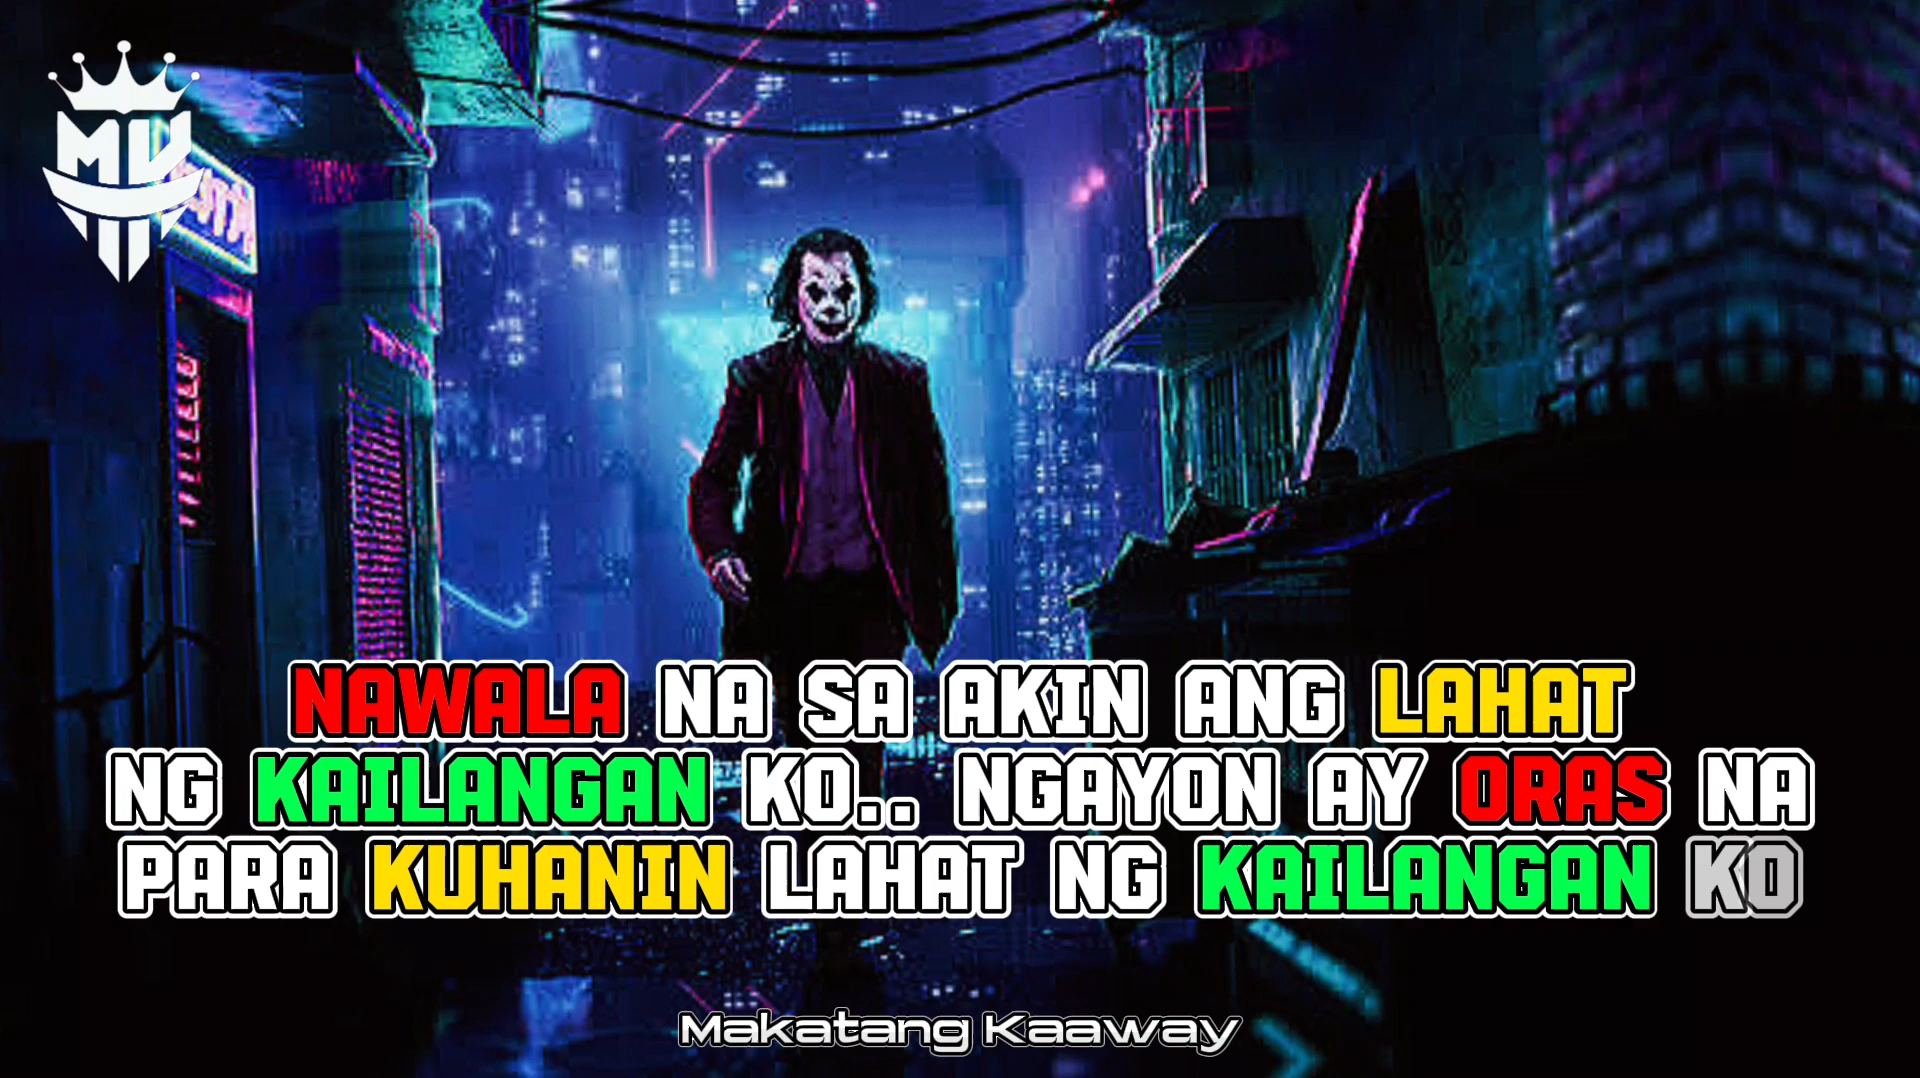 MV
NAWALA NA SA AKIN ANG LAHAT
NG KAILANGAN KO.. NGAYON AY ORAS NA
PARA KUHANIN LAHAT NG KAILANGAN KO
Makatang Kaaway